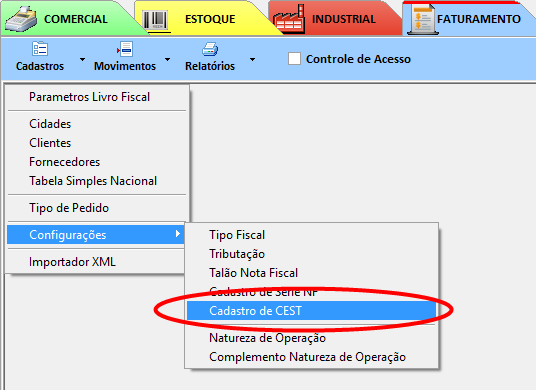 COMERCIAL ESTOQUE INDUSTRIAL FATURAMENTO
Cadastros Movimentos Relatórios Controle de Acesso
Parametros Livro Fiscal
Cidades
Clientes
Fornecedores
Tabela Simples Nacional
Tipo de Pedido
Configurações
Importador XML
Tipo Fiscal
Tributação
Talão Nota Fiscal
Cadastro de Serie NF
Cadastro de CEST
Natureza de Operação
Complemento Natureza de Operação